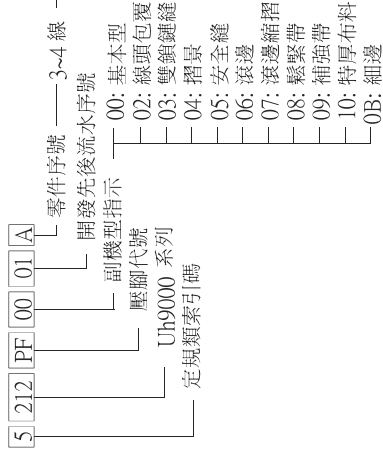 5 212 PF 00 01 A
零件序號 3~4 線
開發先後流水序號
副機型指示
00: 基本型
02: 線頭包覆
03: 雙鎖鏈縫
04: 摺景
05: 安全縫
06: 滾邊
07: 滾邊縮摺
08: 鬆緊帶
09: 補強帶
10: 特厚布料
0B: 細邊
壓腳代號
Uh9000 系列
定規類索引碼